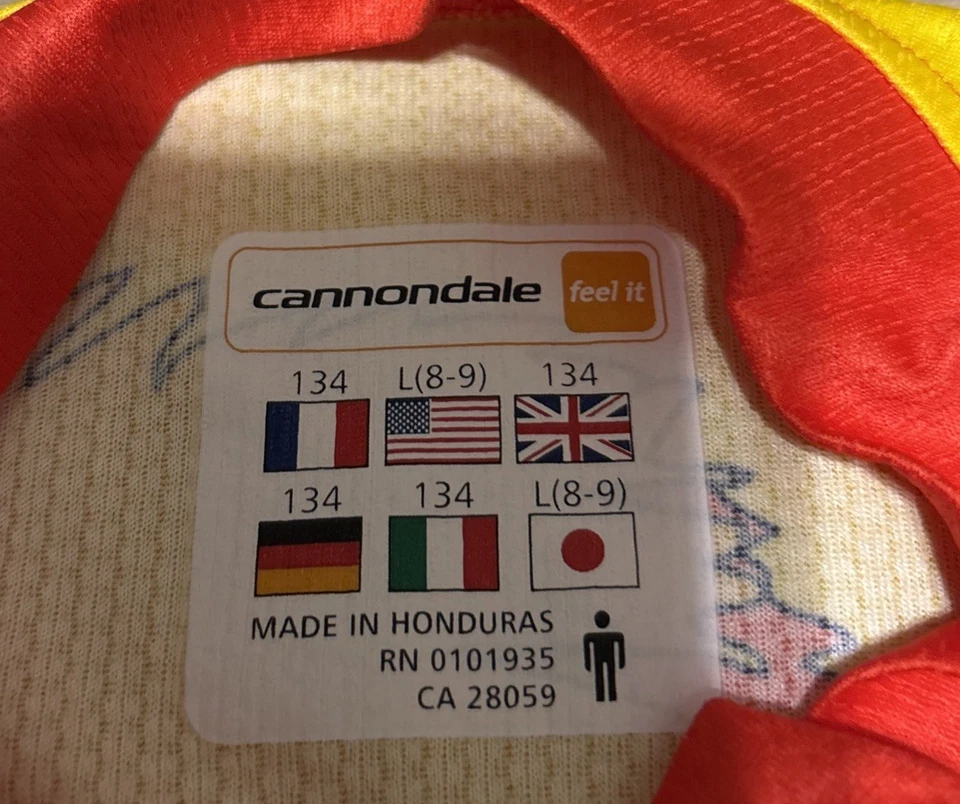 cannondale feel it
134 L(8-9) 134
134 134 L(8-9)
MADE IN HONDURAS
RN 0101935
CA 28059